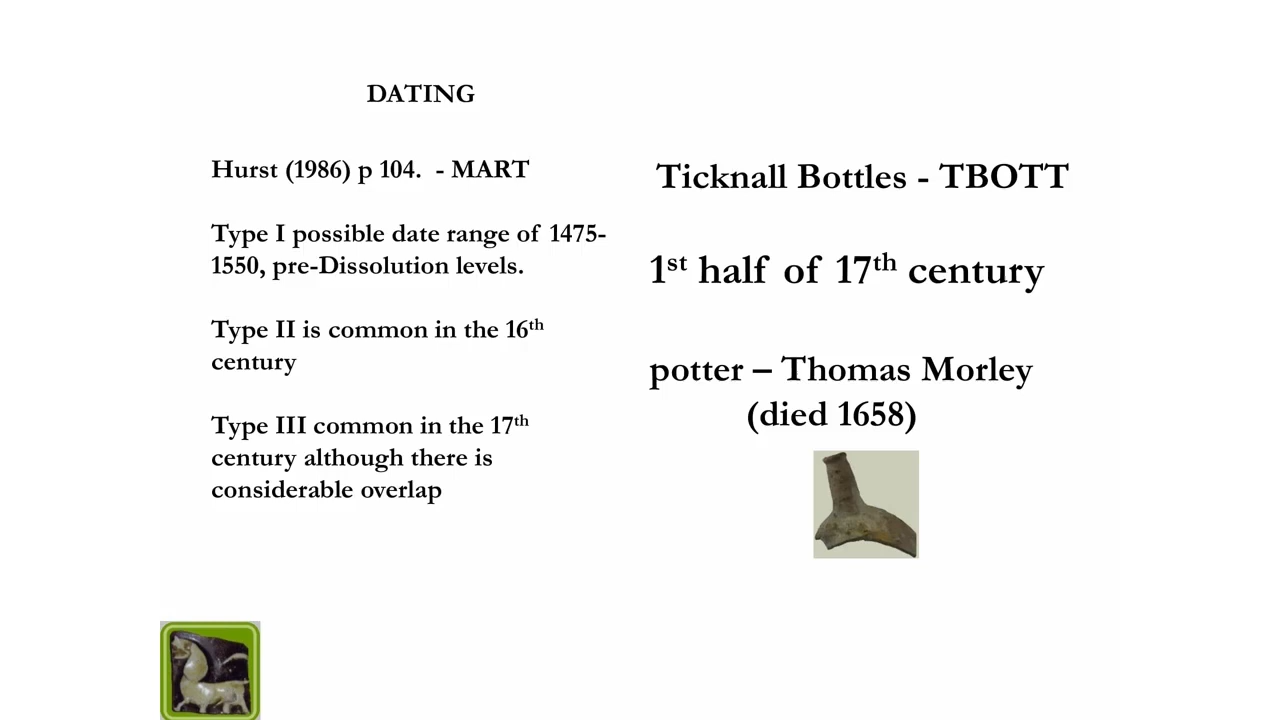 DATING
Hurst (1986) p 104.  - MART
Type I possible date range of 1475-
1550, pre-Dissolution levels.
Type II is common in the 16th
century
Type III common in the 17th
century although there is
considerable overlap
Ticknall Bottles - TBOTT
1st half of 17th century
potter – Thomas Morley
(died 1658)